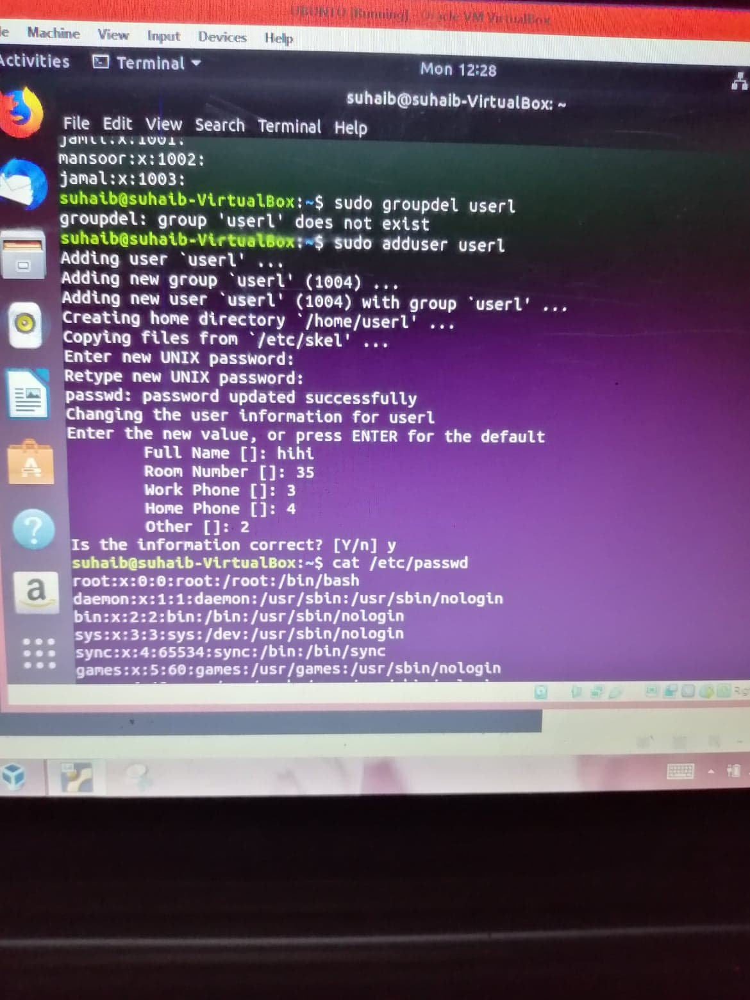 UBUNTU [Running] - Oracle VM VirtualBox
Machine View Input Devices Help
Activities Terminal Mon 12:28
suhaib@suhaib-VirtualBox: ~
File Edit View Search Terminal Help
mansoor:x:1002:
jamal:x:1003:
suhaib@suhaib-VirtualBox:~$ sudo groupdel userl
groupdel: group 'userl' does not exist
suhaib@suhaib-VirtualBox:~$ sudo adduser userl
Adding user `userl' ...
Adding new group `userl' (1004) ...
Adding new user `userl' (1004) with group `userl' ...
Creating home directory `/home/userl' ...
Copying files from `/etc/skel' ...
Enter new UNIX password:
Retype new UNIX password:
passwd: password updated successfully
Changing the user information for userl
Enter the new value, or press ENTER for the default
Full Name []: hihi
Room Number []: 35
Work Phone []: 3
Home Phone []: 4
Other []: 2
Is the information correct? [Y/n] y
suhaib@suhaib-VirtualBox:~$ cat /etc/passwd
root:x:0:0:root:/root:/bin/bash
daemon:x:1:1:daemon:/usr/sbin:/usr/sbin/nologin
bin:x:2:2:bin:/bin:/usr/sbin/nologin
sys:x:3:3:sys:/dev:/usr/sbin/nologin
sync:x:4:65534:sync:/bin:/bin/sync
games:x:5:60:games:/usr/games:/usr/sbin/nologin